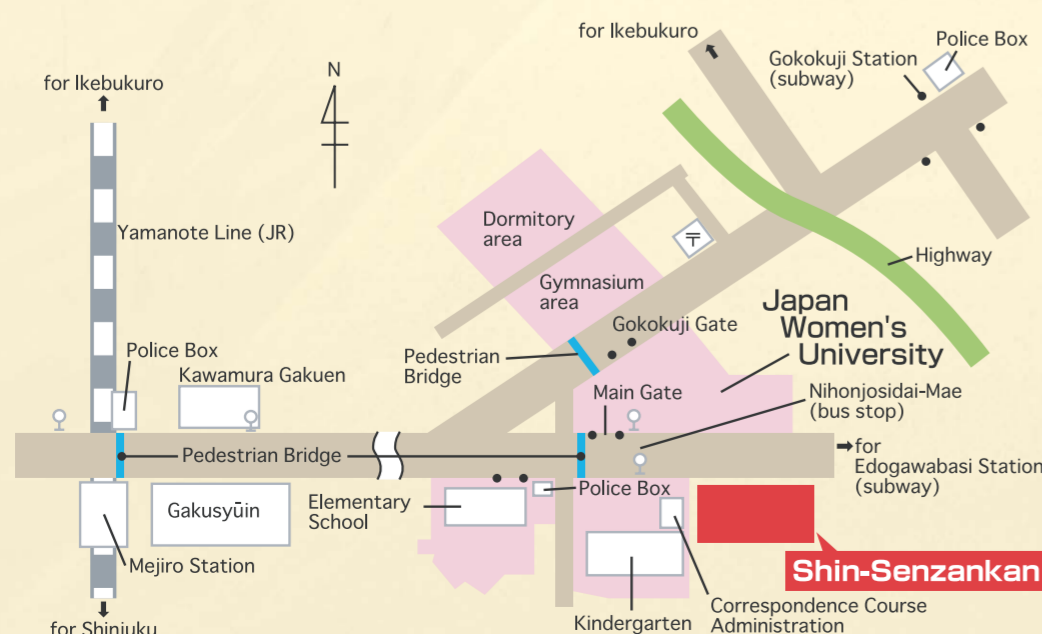 for Ikebukuro
for Ikebukuro
N
Gokokuji Station
(subway)
Police Box
Yamanote Line (JR)
Dormitory
area
〒
Highway
Gymnasium
area
Gokokuji Gate
Japan
Women's
University
Police Box
Kawamura Gakuen
Pedestrian
Bridge
Main Gate
Nihonjosidai-Mae
(bus stop)
Pedestrian Bridge
for
Edogawabasi Station
(subway)
Gakusyūin
Elementary
School
Police Box
Mejiro Station
Shin-Senzankan
Kindergarten
Correspondence Course
Administration
for Shinjuku